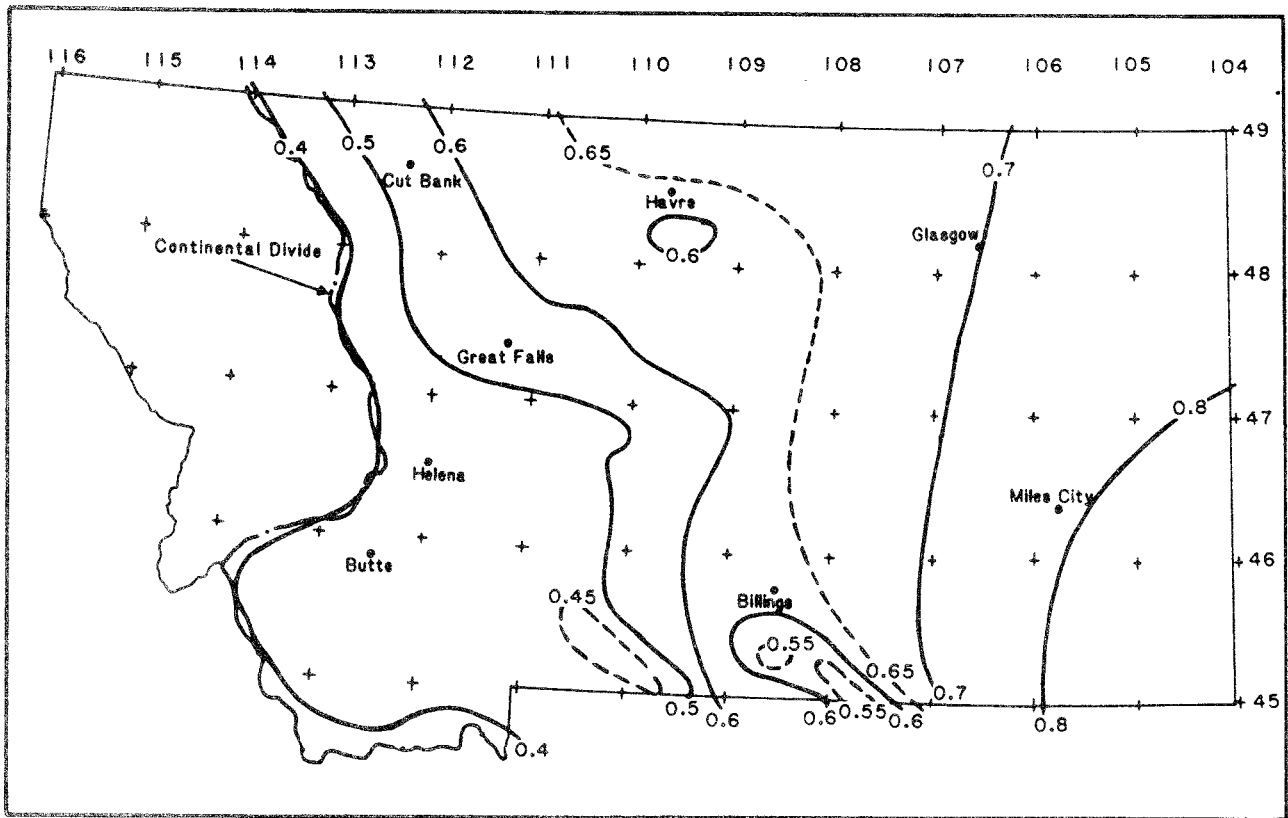 116 115 114 113 112 111 110 109 108 107 106 105 104
49
0.4
0.5
0.6
0.65
0.7
Cut Bank
Havre
0.6
Glasgow
Continental Divide
48
Great Falls
47
0.8
Helena
Miles City
46
Butte
0.45
Billings
0.55
0.65
0.7
45
0.5
0.6
0.6
0.55
0.6
0.8
0.4